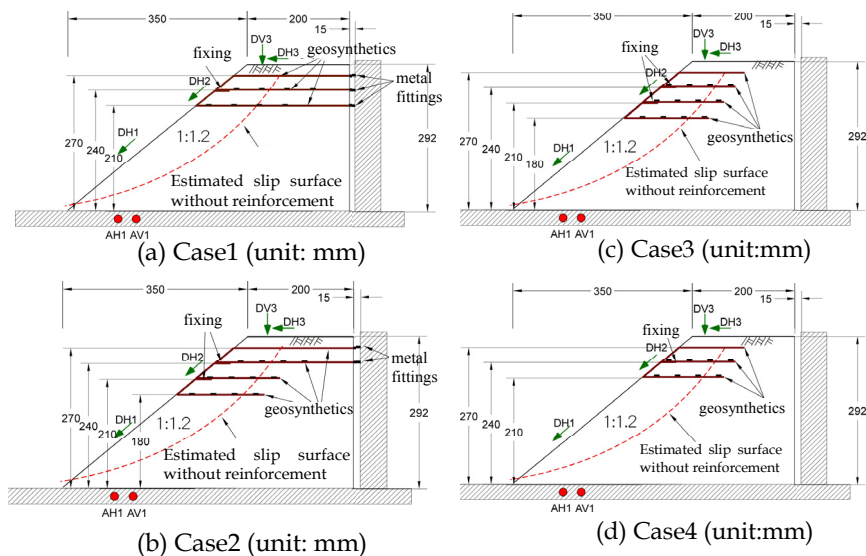 350
200
15
DV3
DH3
fixing
geosynthetics
DH2
metal
fittings
DH1
1:1.2
270
240
210
292
Estimated slip surface
without reinforcement
AH1 AV1
(a) Case1 (unit: mm)
350
200
15
DV3
DH3
fixing
DH2
DH1
1:1.2
geosynthetics
270
240
210
180
292
Estimated slip surface
without reinforcement
AH1 AV1
(c) Case3 (unit:mm)
350
200
15
DV3
DH3
fixing
DH2
metal
fittings
geosynthetics
DH1
1:1.2
270
240
210
180
292
Estimated slip surface
without reinforcement
AH1 AV1
(b) Case2 (unit: mm)
350
200
15
DV3
DH3
fixing
DH2
geosynthetics
DH1
1:1.2
270
240
210
292
Estimated slip surface
without reinforcement
AH1 AV1
(d) Case4 (unit:mm)